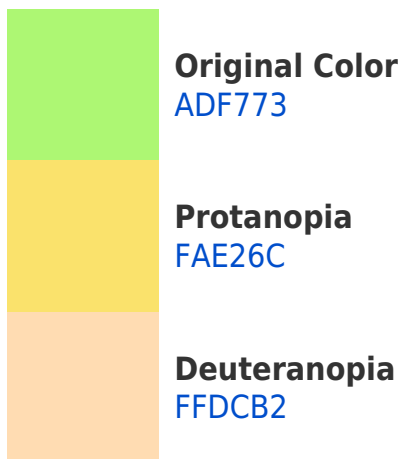 Original Color
ADF773
Protanopia
FAE26C
Deuteranopia
FFDCB2